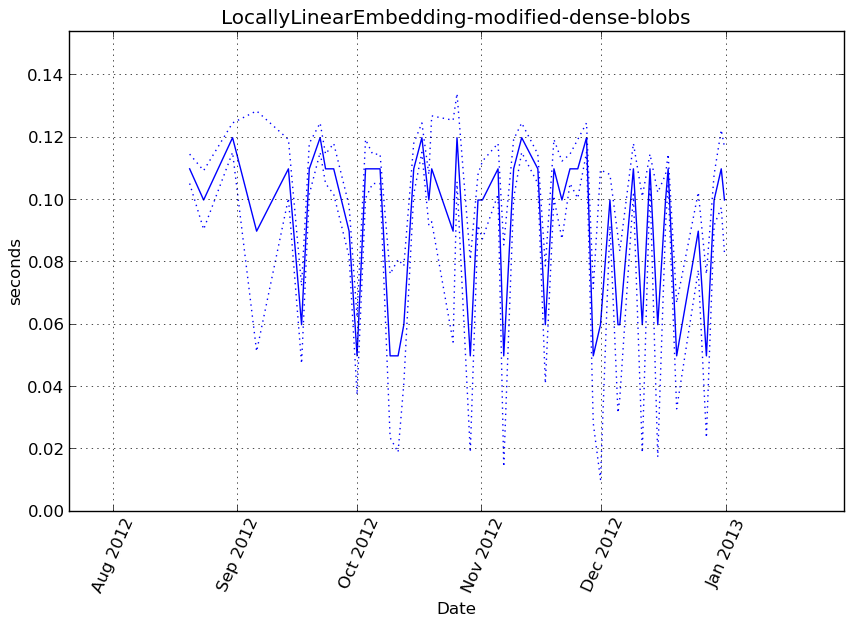 LocallyLinearEmbedding-modified-dense-blobs
0.14
0.12
0.10
0.08
0.06
0.04
0.02
0.00
seconds
Aug 2012
Sep 2012
Oct 2012
Nov 2012
Dec 2012
Jan 2013
Date